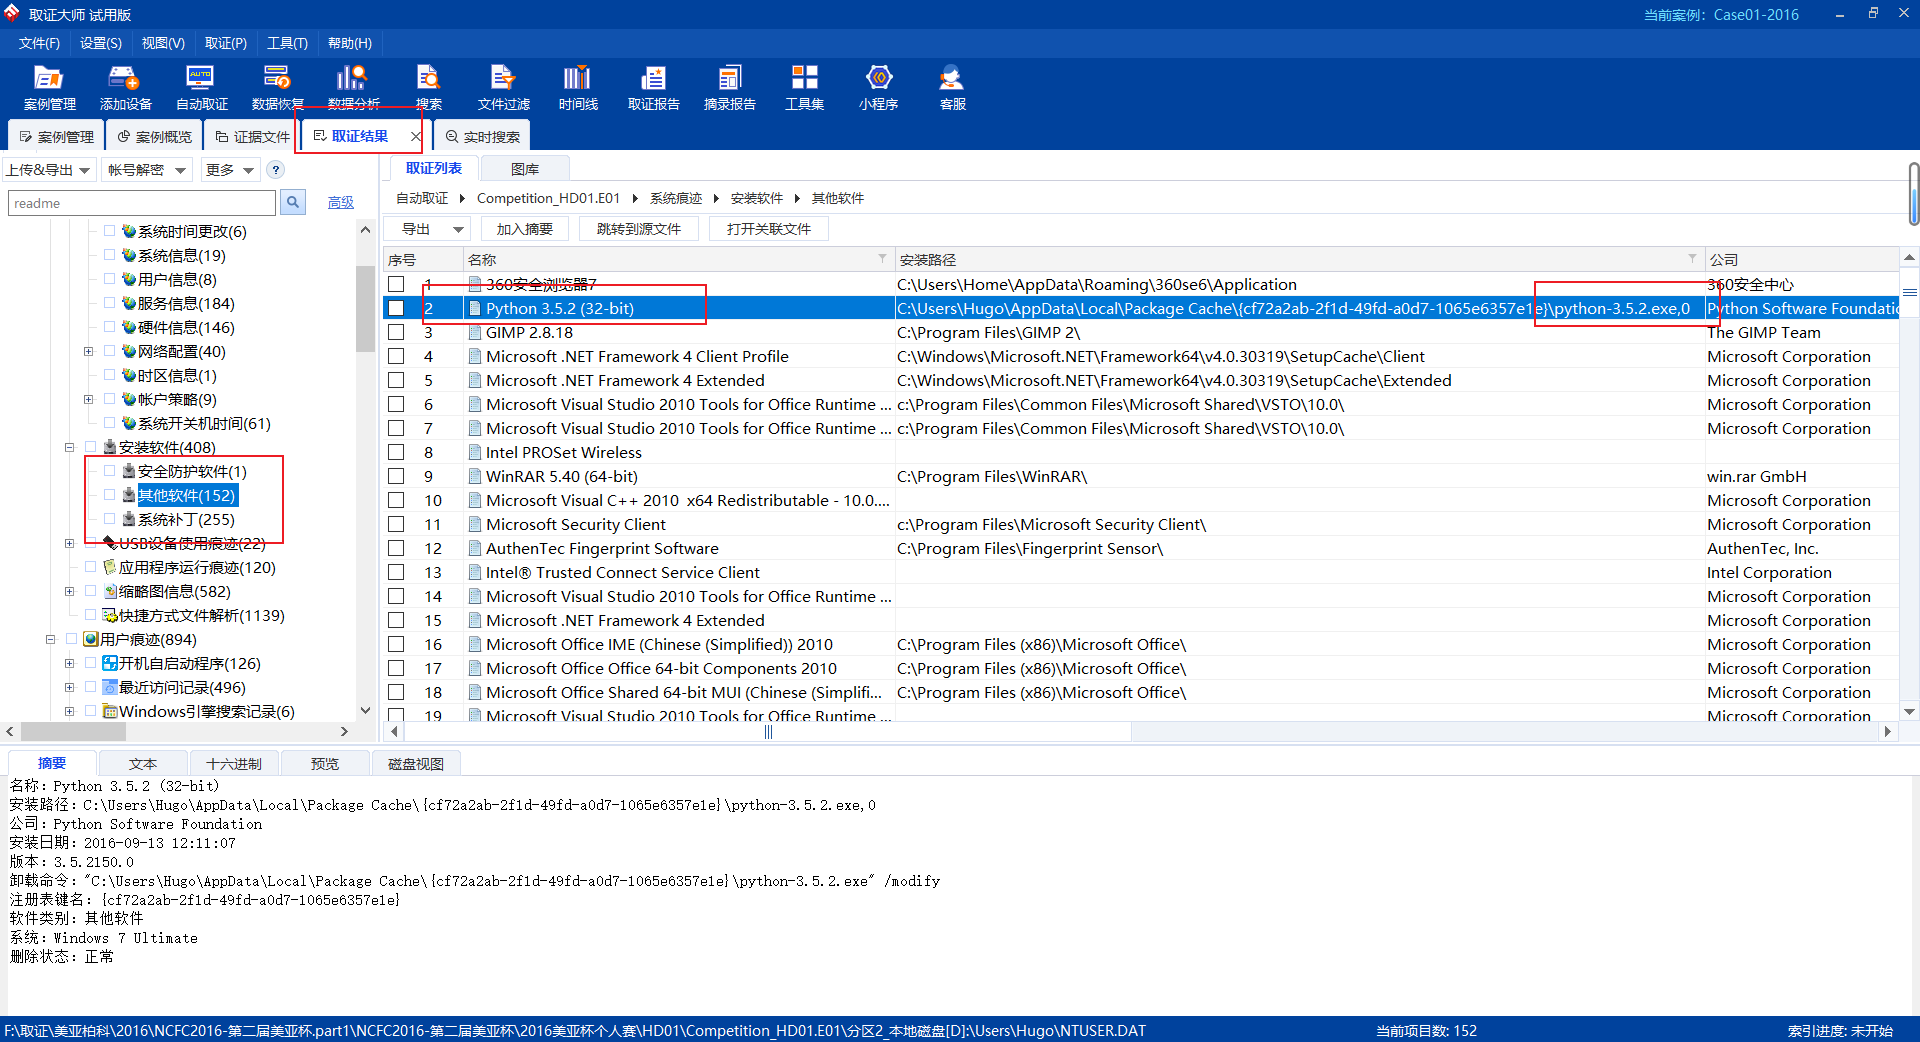 取证大师 试用版
当前案例：Case01-2016
文件(F) 设置(S) 视图(V) 取证(P) 工具(T) 帮助(H)
案例管理 添加设备 自动取证 数据恢复 数据分析 搜索 文件过滤 时间线 取证报告 摘录报告 工具集 小程序 客服
案例管理 案例概览 证据文件 取证结果 实时搜索
上传&导出 帐号解密 更多 ?
readme 高级
系统时间更改(6)
系统信息(19)
用户信息(8)
服务信息(184)
硬件信息(146)
网络配置(40)
时区信息(1)
帐户策略(9)
系统开关机时间(61)
安装软件(408)
安全防护软件(1)
其他软件(152)
系统补丁(255)
USB设备使用痕迹(22)
应用程序运行痕迹(120)
缩略图信息(582)
快捷方式文件解析(1139)
用户痕迹(894)
开机自启动程序(126)
最近访问记录(496)
Windows引擎搜索记录(6)
取证列表 图库
自动取证 Competition_HD01.E01 系统痕迹 安装软件 其他软件
导出 加入摘要 跳转到源文件 打开关联文件
序号 名称 安装路径 公司
1 360安全浏览器7 C:\Users\Home\AppData\Roaming\360se6\Application 360安全中心
2 Python 3.5.2 (32-bit) C:\Users\Hugo\AppData\Local\Package Cache\{cf72a2ab-2f1d-49fd-a0d7-1065e6357e1e}\python-3.5.2.exe,0 Python Software Foundatic
3 GIMP 2.8.18 C:\Program Files\GIMP 2\ The GIMP Team
4 Microsoft .NET Framework 4 Client Profile C:\Windows\Microsoft.NET\Framework64\v4.0.30319\SetupCache\Client Microsoft Corporation
5 Microsoft .NET Framework 4 Extended C:\Windows\Microsoft.NET\Framework64\v4.0.30319\SetupCache\Extended Microsoft Corporation
6 Microsoft Visual Studio 2010 Tools for Office Runtime ... c:\Program Files\Common Files\Microsoft Shared\VSTO\10.0\ Microsoft Corporation
7 Microsoft Visual Studio 2010 Tools for Office Runtime ... c:\Program Files\Common Files\Microsoft Shared\VSTO\10.0\ Microsoft Corporation
8 Intel PROSet Wireless
9 WinRAR 5.40 (64-bit) C:\Program Files\WinRAR\ win.rar GmbH
10 Microsoft Visual C++ 2010  x64 Redistributable - 10.0.... Microsoft Corporation
11 Microsoft Security Client c:\Program Files\Microsoft Security Client\ Microsoft Corporation
12 AuthenTec Fingerprint Software C:\Program Files\Fingerprint Sensor\ AuthenTec, Inc.
13 Intel® Trusted Connect Service Client Intel Corporation
14 Microsoft Visual Studio 2010 Tools for Office Runtime ... Microsoft Corporation
15 Microsoft .NET Framework 4 Extended Microsoft Corporation
16 Microsoft Office IME (Chinese (Simplified)) 2010 C:\Program Files (x86)\Microsoft Office\ Microsoft Corporation
17 Microsoft Office Office 64-bit Components 2010 C:\Program Files (x86)\Microsoft Office\ Microsoft Corporation
18 Microsoft Office Shared 64-bit MUI (Chinese (Simplifi... C:\Program Files (x86)\Microsoft Office\ Microsoft Corporation
19 Microsoft Visual Studio 2010 Tools for Office Runtime ... Microsoft Corporation
摘要 文本 十六进制 预览 磁盘视图
名称：Python 3.5.2 (32-bit)
安装路径：C:\Users\Hugo\AppData\Local\Package Cache\{cf72a2ab-2f1d-49fd-a0d7-1065e6357e1e}\python-3.5.2.exe,0
公司：Python Software Foundation
安装日期：2016-09-13 12:11:07
版本：3.5.2150.0
卸载命令："C:\Users\Hugo\AppData\Local\Package Cache\{cf72a2ab-2f1d-49fd-a0d7-1065e6357e1e}\python-3.5.2.exe" /modify
注册表键名：{cf72a2ab-2f1d-49fd-a0d7-1065e6357e1e}
软件类别：其他软件
系统：Windows 7 Ultimate
删除状态：正常
F:\取证\美亚柏科\2016\NCFC2016-第二届美亚杯.part1\NCFC2016-第二届美亚杯\2016美亚杯个人赛\HD01\Competition_HD01.E01\分区2_本地磁盘[D]:\Users\Hugo\NTUSER.DAT 当前项目数: 152 索引进度: 未开始